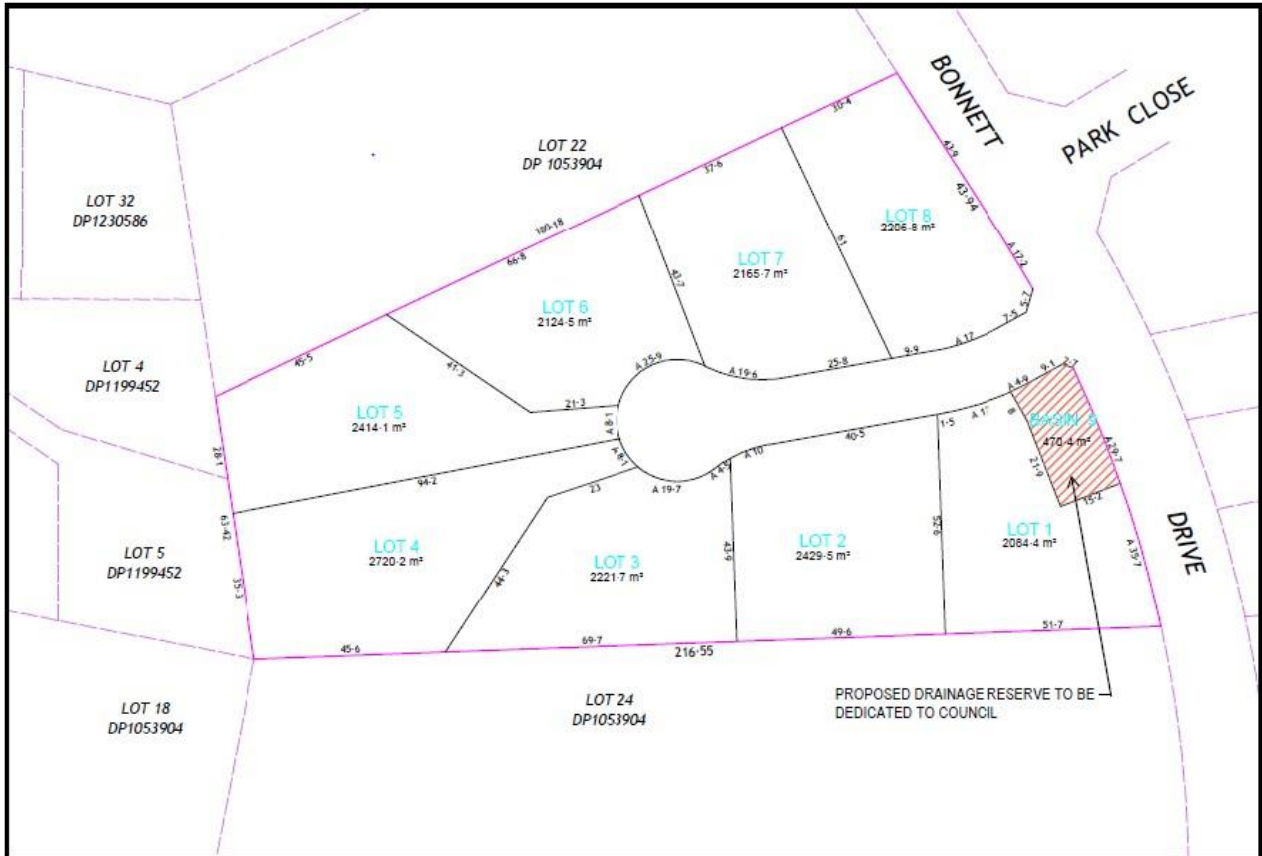 BONNETT
PARK CLOSE
30·4
43·9
43·94
A 17·2
5·7
7·5
A 17
9·9
LOT 22
DP 1053904
37·6
LOT 32
DP1230586
LOT 8
2206·8 m²
61
LOT 7
2165·7 m²
100·18
66·8
43·7
LOT 6
2124·5 m²
25·8
A 19·6
A 25·9
45·5
41·3
21·3
LOT 4
DP1199452
LOT 5
2414·1 m²
A 8·1
A 8·1
28·1
94·2
63·42
35·3
A 4·9
9·1
8
BASIN
470·4 m²
A 29·7
21·9
15·2
1·5
40·5
A 10
A 19·7
23
LOT 5
DP1199452
LOT 4
2720·2 m²
44·3
LOT 3
2221·7 m²
43·9
LOT 2
2429·5 m²
52·6
LOT 1
2084·4 m²
A 35·7
DRIVE
45·6
69·7
216·55
49·6
51·7
LOT 18
DP1053904
LOT 24
DP1053904
PROPOSED DRAINAGE RESERVE TO BE
DEDICATED TO COUNCIL